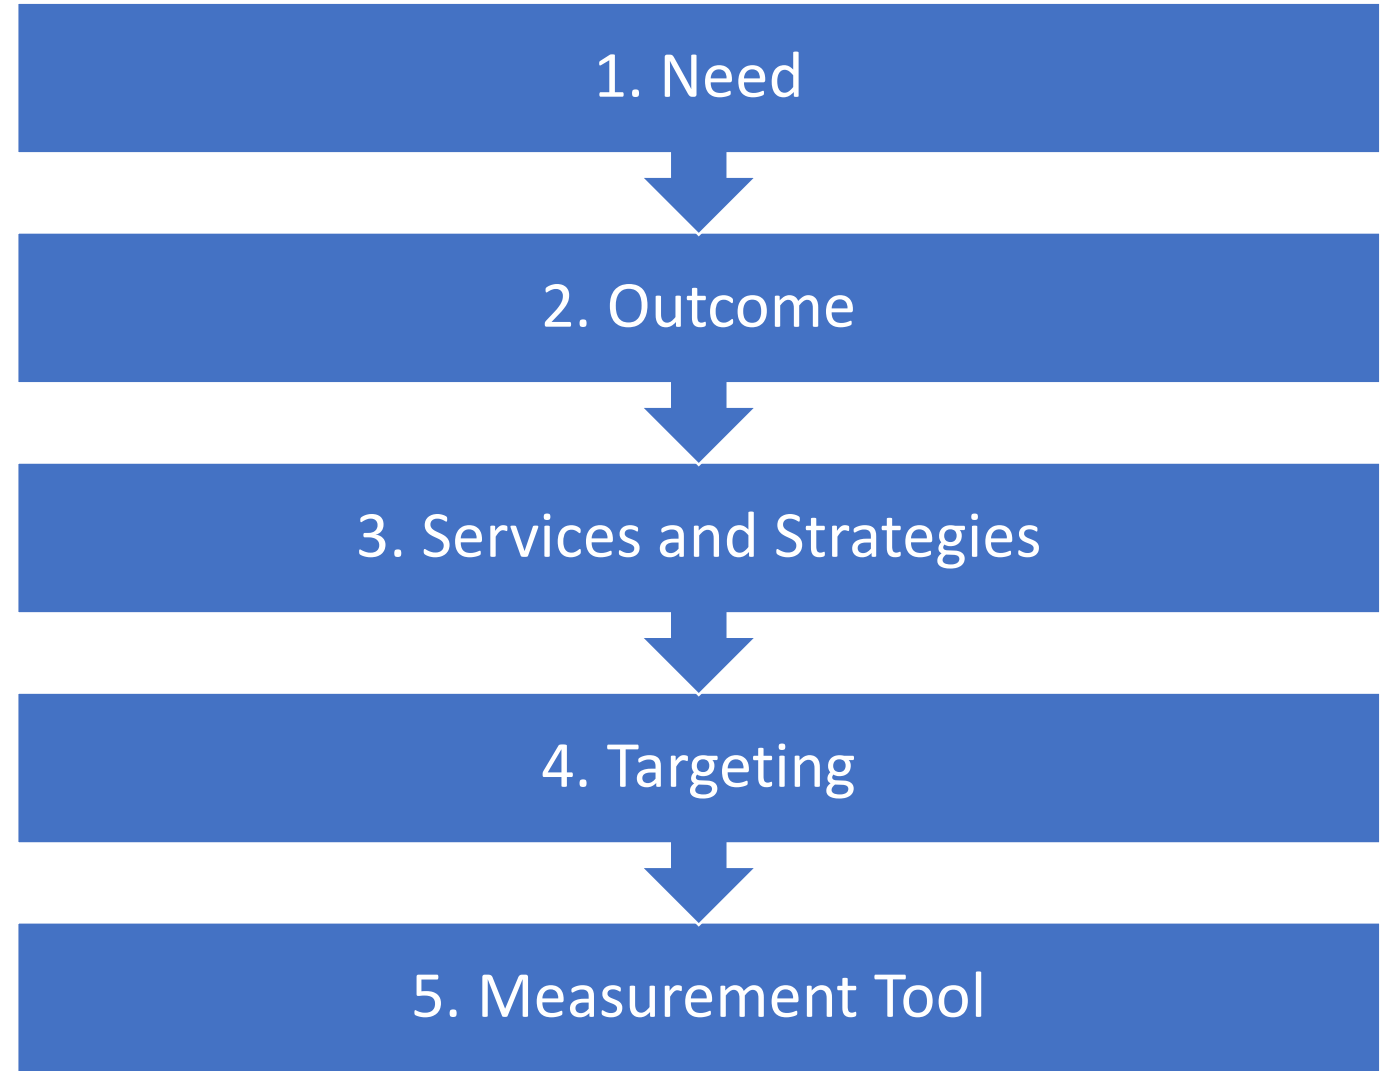 1. Need
2. Outcome
3. Services and Strategies
4. Targeting
5. Measurement Tool